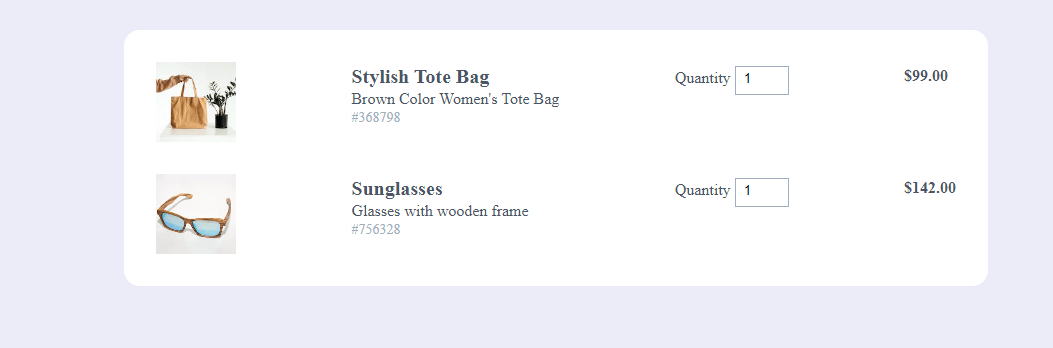 Stylish Tote Bag
Brown Color Women's Tote Bag
#368798
Quantity 1
$99.00
Sunglasses
Glasses with wooden frame
#756328
Quantity 1
$142.00